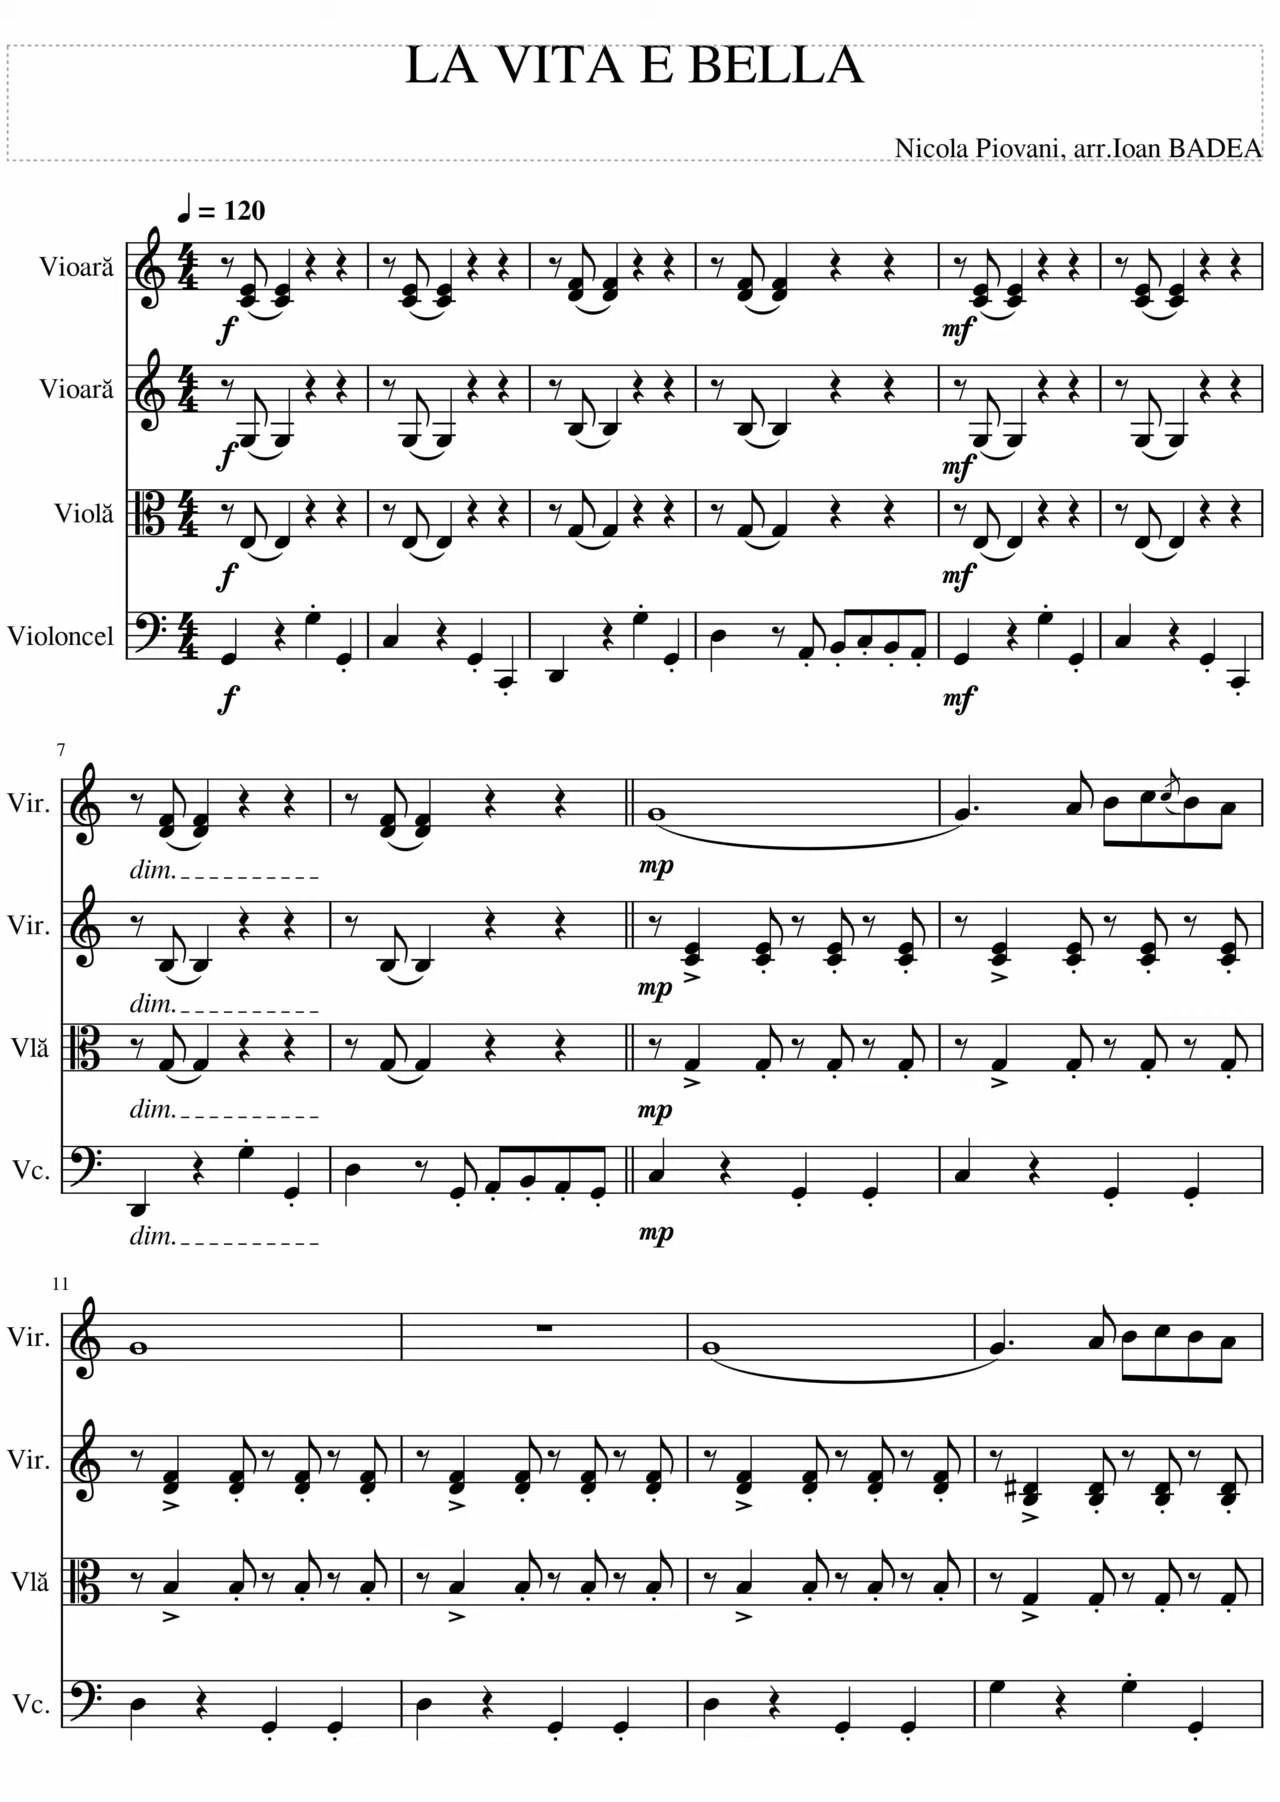 LA VITA E BELLA
Nicola Piovani, arr.Ioan BADEA
= 120
Vioară
f
mf
Vioară
f
mf
Violă
f
mf
Violoncel
f
mf
7
Vlr.
dim.
mp
Vlr.
dim.
mp
Vlă
dim.
mp
Vc.
dim.
mp
11
Vlr.
Vlr.
Vlă
Vc.